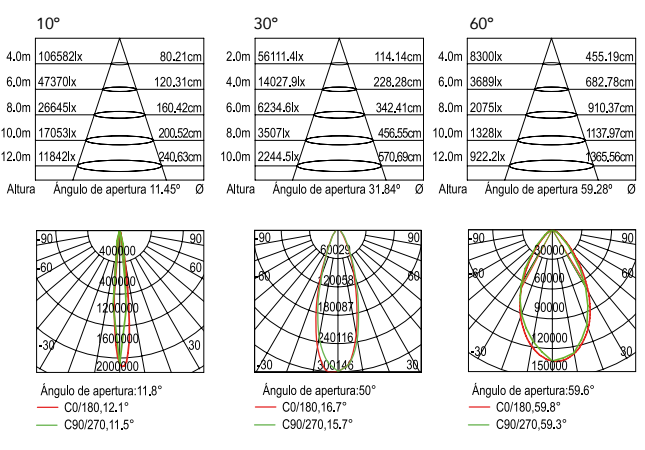 10°
4.0m 106582lx 80.21cm
6.0m 47370lx 120.31cm
8.0m 26645lx 160.42cm
10.0m 17053lx 200.52cm
12.0m 11842lx 240.63cm
Altura Ángulo de apertura 11.45° Ø
30°
2.0m 56111.4lx 114.14cm
4.0m 14027.9lx 228.28cm
6.0m 6234.6lx 342.41cm
8.0m 3507lx 456.55cm
10.0m 2244.5lx 570.69cm
Altura Ángulo de apertura 31.84° Ø
60°
4.0m 8300lx 455.19cm
6.0m 3689lx 682.78cm
8.0m 2075lx 910.37cm
10.0m 1328lx 1137.97cm
12.0m 922.2lx 1365.56cm
Altura Ángulo de apertura 59.28° Ø
-90 90
400000
-60 60
400000
1200000
1600000
-30 30
2000000
Ángulo de apertura:11.8°
C0/180,12.1°
C90/270,11.5°
-90 90
60029
-60 60
120058
180087
240116
-30 30
300146
Ángulo de apertura:50°
C0/180,16.7°
C90/270,15.7°
-90 90
30000
-60 60
60000
90000
120000
-30 30
150000
Ángulo de apertura:59.6°
C0/180,59.8°
C90/270,59.3°